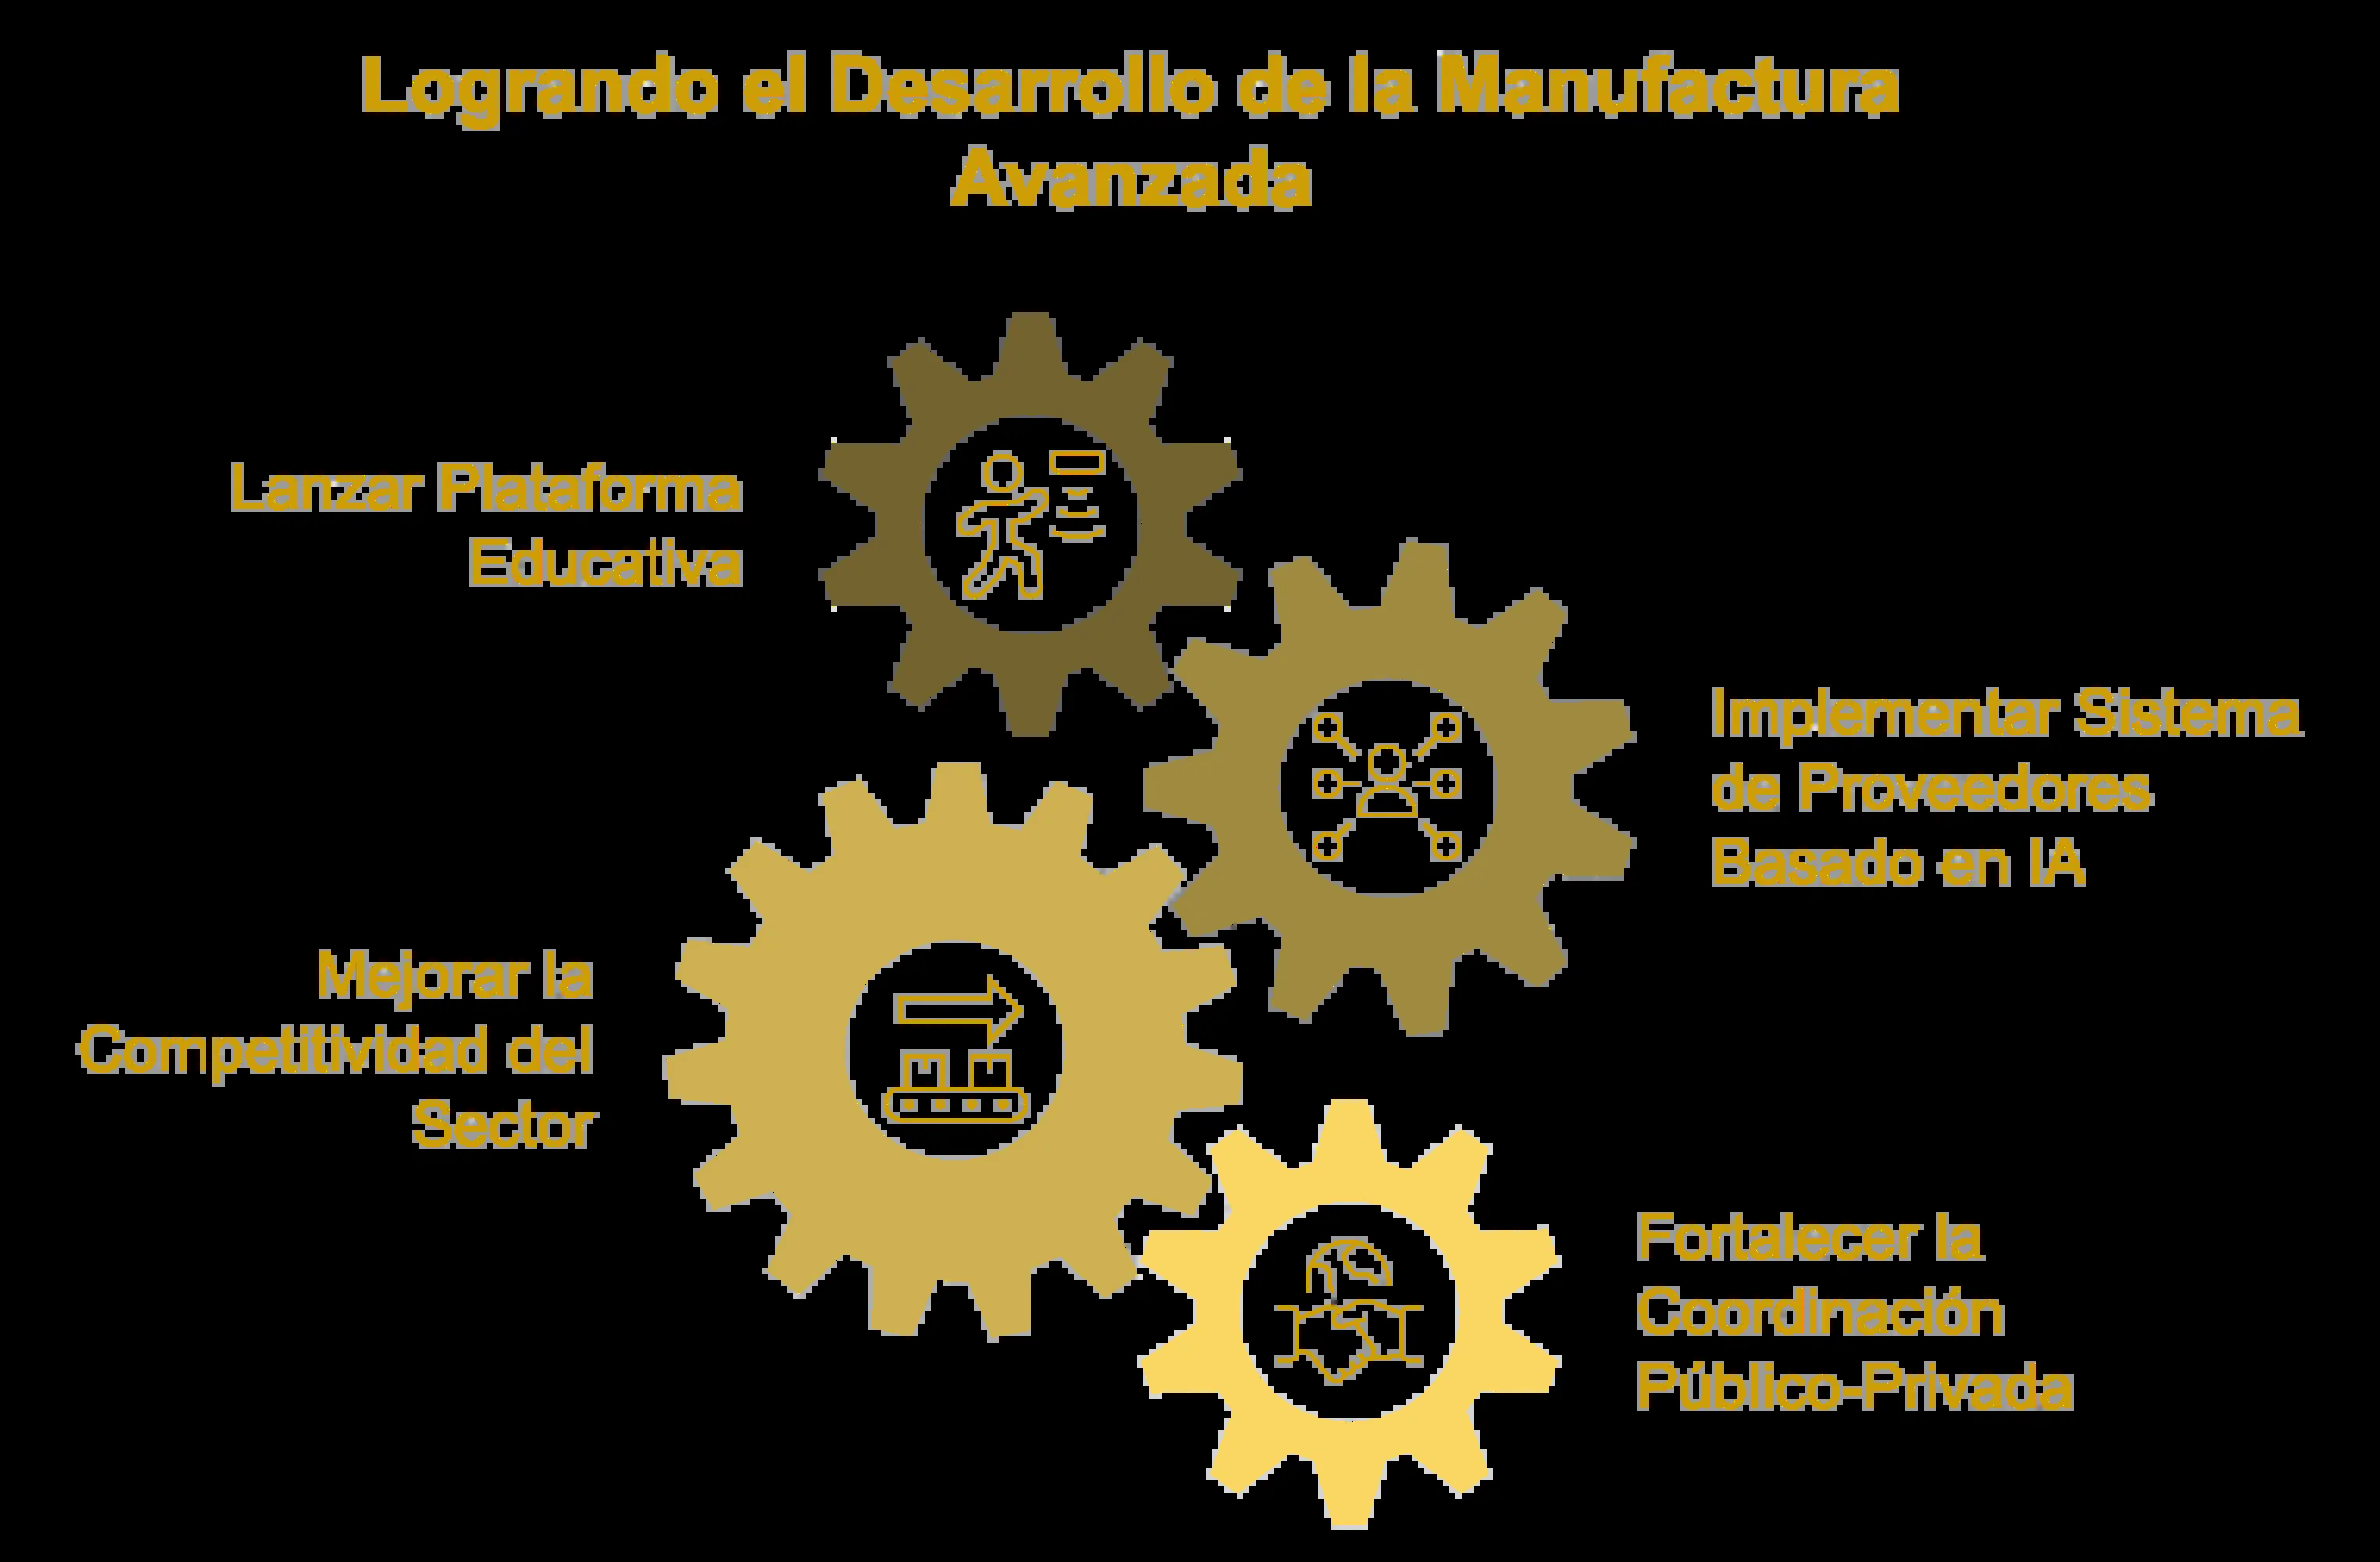 Logrando el Desarrollo de la Manufactura
Avanzada
Lanzar Plataforma
Educativa
Implementar Sistema
de Proveedores
Basado en IA
Mejorar la
Competitividad del
Sector
Fortalecer la
Coordinación
Público-Privada